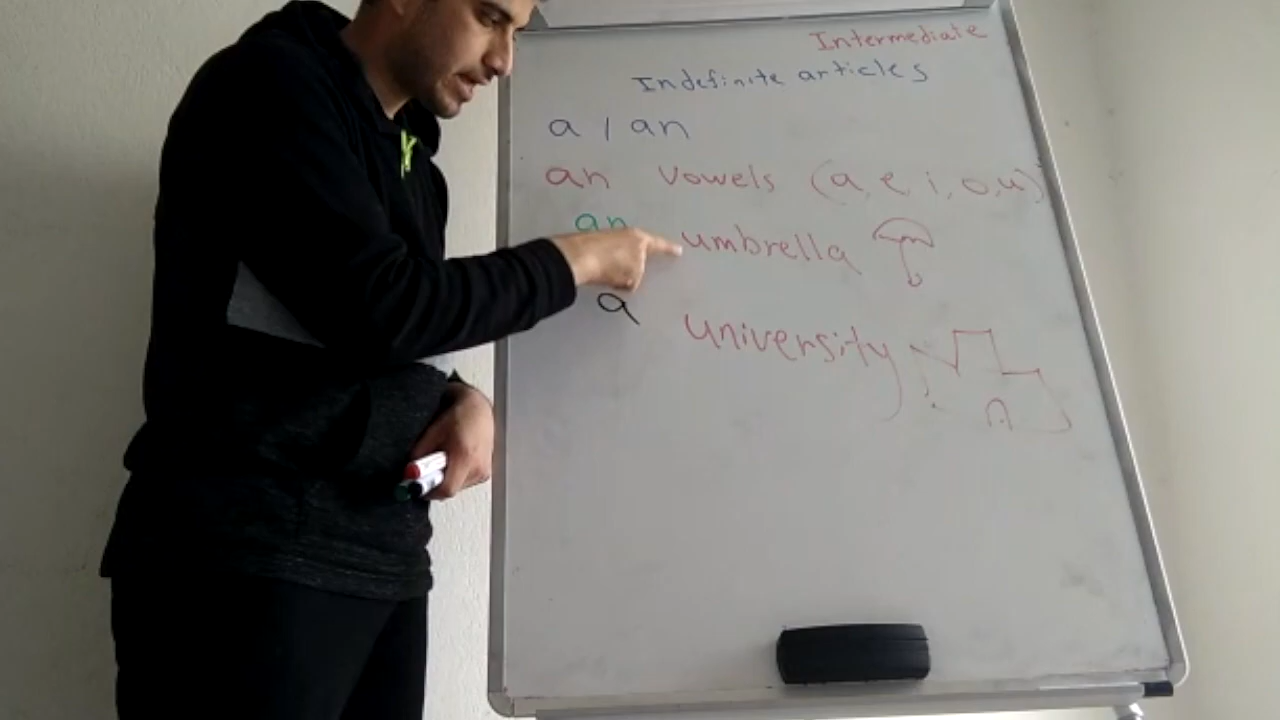 Intermediate
Indefinite articles
a / an
an vowels (a, e, i, o, u)
an umbrella
a university